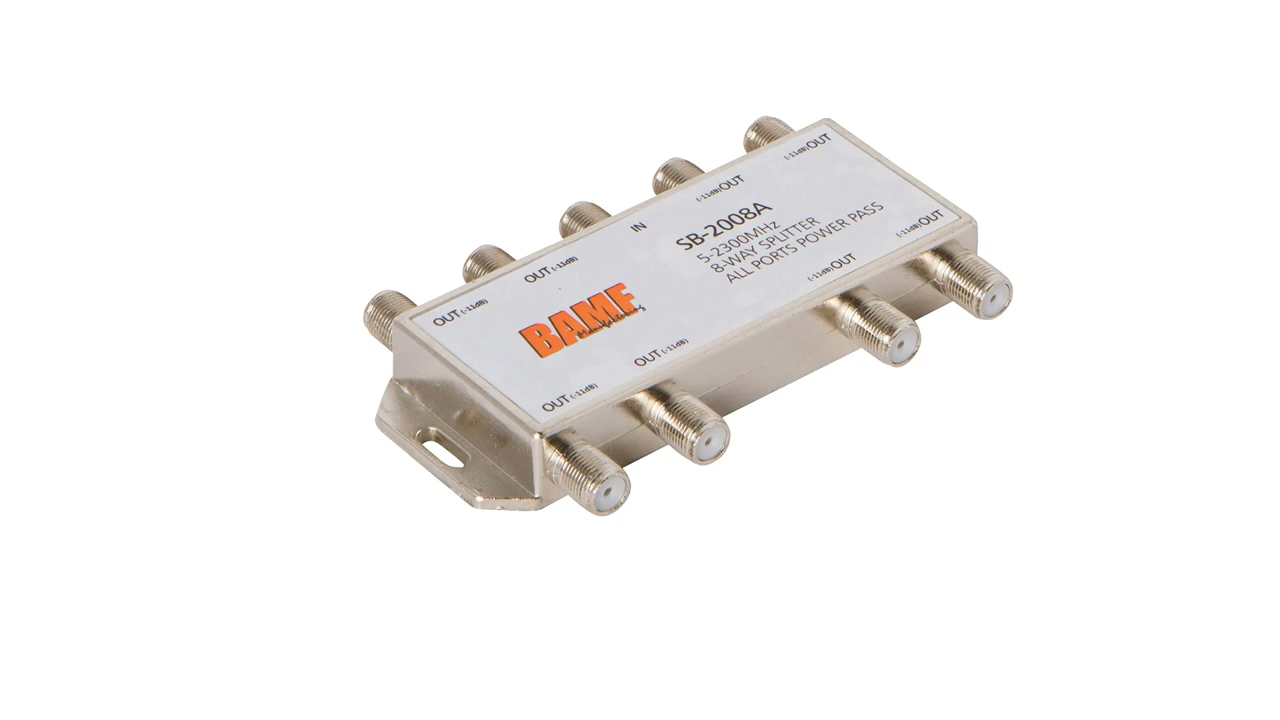 OUT (-11dB)
OUT (-11dB)
IN
(-11dB) OUT
(-11dB) OUT
BAMF
Manufacturing
SB-2008A
5-2300MHz
8-WAY SPLITTER
ALL PORTS POWER PASS
OUT (-11dB)
OUT (-11dB)
(-11dB) OUT
(-11dB) OUT